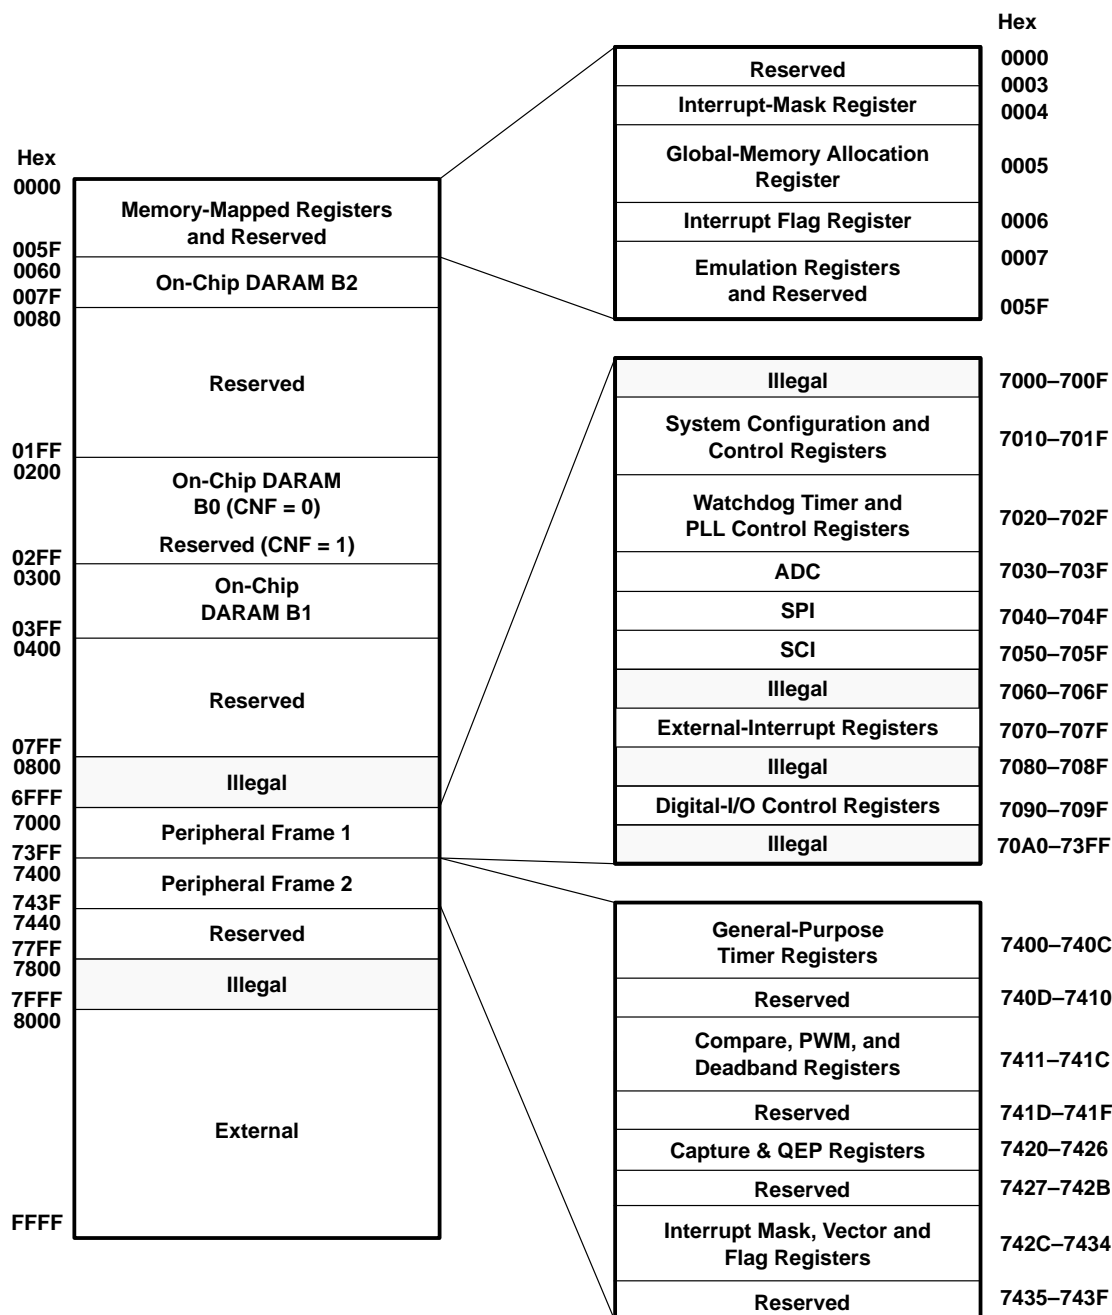 Hex
0000
Memory-Mapped Registers
and Reserved
005F
0060
On-Chip DARAM B2
007F
0080
Reserved
01FF
0200
On-Chip DARAM
B0 (CNF = 0)
Reserved (CNF = 1)
02FF
0300
On-Chip
DARAM B1
03FF
0400
Reserved
07FF
0800
Illegal
6FFF
7000
Peripheral Frame 1
73FF
7400
Peripheral Frame 2
743F
7440
Reserved
77FF
7800
Illegal
7FFF
8000
External
FFFF
Hex
0000
Reserved
0003
Interrupt-Mask Register
0004
Global-Memory Allocation
Register
0005
Interrupt Flag Register
0006
0007
Emulation Registers
and Reserved
005F
Illegal
7000–700F
System Configuration and
Control Registers
7010–701F
Watchdog Timer and
PLL Control Registers
7020–702F
ADC
7030–703F
SPI
7040–704F
SCI
7050–705F
Illegal
7060–706F
External-Interrupt Registers
7070–707F
Illegal
7080–708F
Digital-I/O Control Registers
7090–709F
Illegal
70A0–73FF
General-Purpose
Timer Registers
7400–740C
Reserved
740D–7410
Compare, PWM, and
Deadband Registers
7411–741C
Reserved
741D–741F
Capture & QEP Registers
7420–7426
Reserved
7427–742B
Interrupt Mask, Vector and
Flag Registers
742C–7434
Reserved
7435–743F